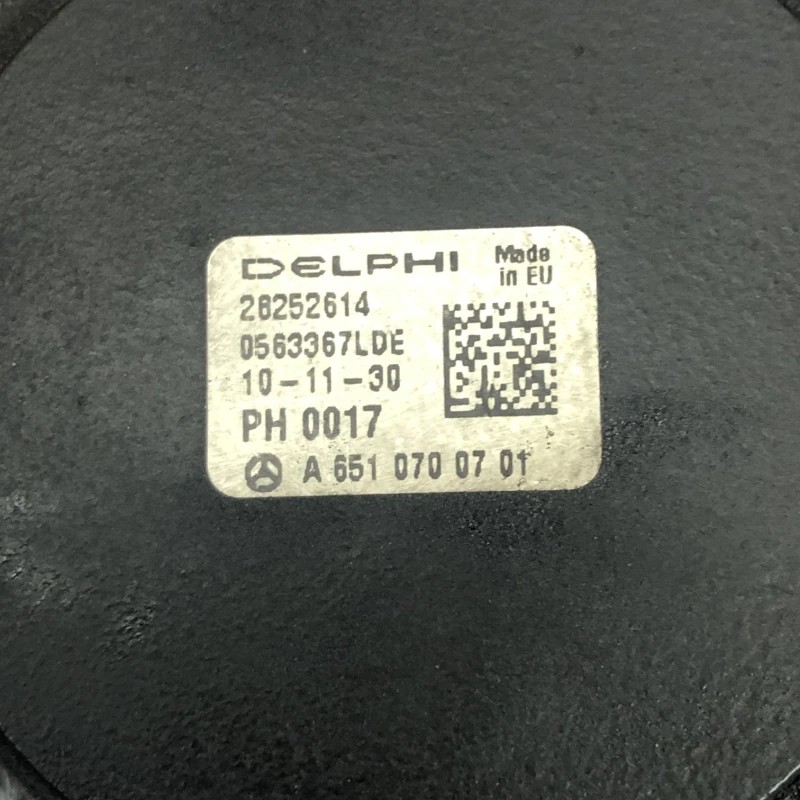 DELPHI
Made
in EU
28252614
0563367LDE
10-11-30
PH 0017
A 651 070 07 01